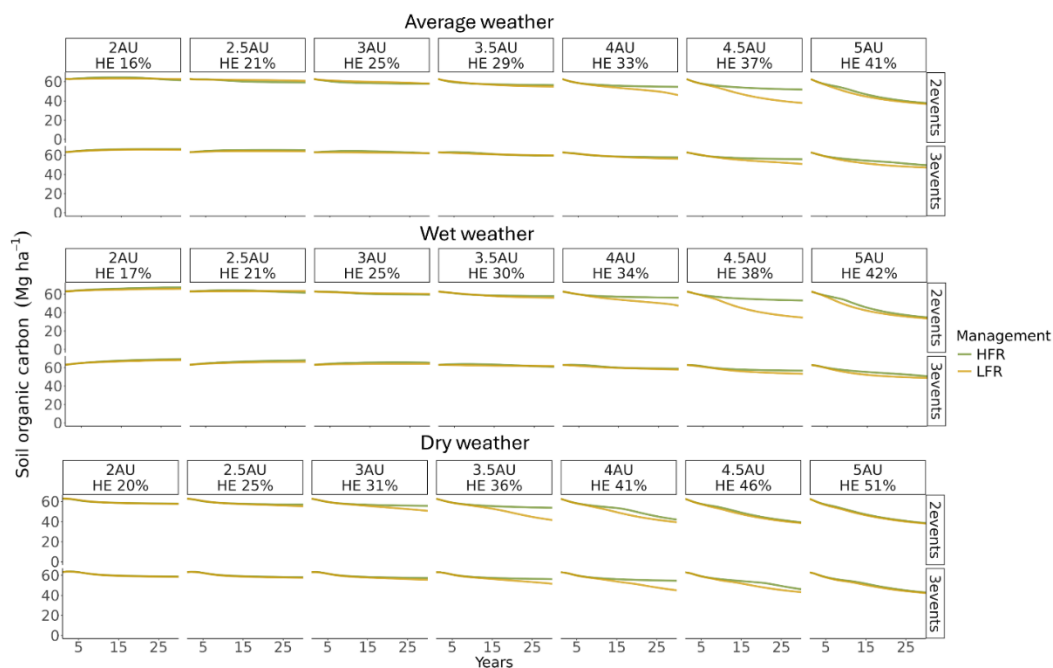 Average weather
2AU 2.5AU 3AU 3.5AU 4AU 4.5AU 5AU
HE 16% HE 21% HE 25% HE 29% HE 33% HE 37% HE 41%
60
40
20
0
2events
60
40
20
0
3events
Soil organic carbon (Mg ha⁻¹)
Wet weather
2AU 2.5AU 3AU 3.5AU 4AU 4.5AU 5AU
HE 17% HE 21% HE 25% HE 30% HE 34% HE 38% HE 42%
60
40
20
0
2events
60
40
20
0
3events
Management
HFR
LFR
Dry weather
2AU 2.5AU 3AU 3.5AU 4AU 4.5AU 5AU
HE 20% HE 25% HE 31% HE 36% HE 41% HE 46% HE 51%
60
40
20
0
2events
60
40
20
0
3events
5 15 25 5 15 25 5 15 25 5 15 25 5 15 25 5 15 25 5 15 25
Years